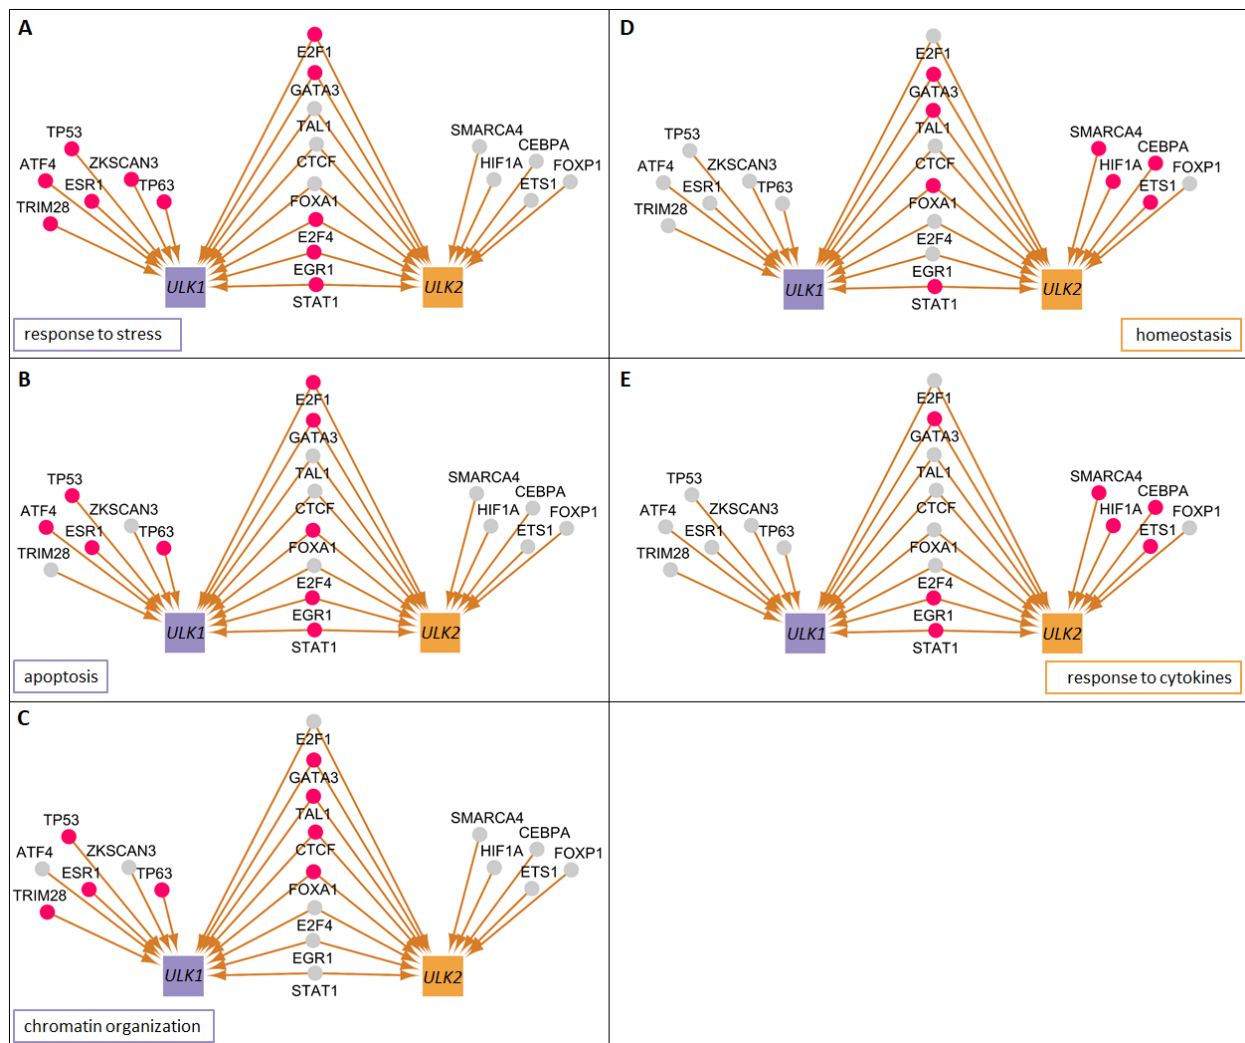 A
E2F1
GATA3
TAL1
CTCF
FOXA1
E2F4
EGR1
STAT1
TP53
ATF4
ZKSCAN3
ESR1
TP63
TRIM28
SMARCA4
CEBPA
HIF1A
FOXP1
ETS1
ULK1
ULK2
response to stress
D
E2F1
GATA3
TAL1
CTCF
FOXA1
E2F4
EGR1
STAT1
TP53
ATF4
ZKSCAN3
ESR1
TP63
TRIM28
SMARCA4
CEBPA
HIF1A
FOXP1
ETS1
ULK1
ULK2
homeostasis
B
E2F1
GATA3
TAL1
CTCF
FOXA1
E2F4
EGR1
STAT1
TP53
ATF4
ZKSCAN3
ESR1
TP63
TRIM28
SMARCA4
CEBPA
HIF1A
FOXP1
ETS1
ULK1
ULK2
apoptosis
E
E2F1
GATA3
TAL1
CTCF
FOXA1
E2F4
EGR1
STAT1
TP53
ATF4
ZKSCAN3
ESR1
TP63
TRIM28
SMARCA4
CEBPA
HIF1A
FOXP1
ETS1
ULK1
ULK2
response to cytokines
C
E2F1
GATA3
TAL1
CTCF
FOXA1
E2F4
EGR1
STAT1
TP53
ATF4
ZKSCAN3
ESR1
TP63
TRIM28
SMARCA4
CEBPA
HIF1A
FOXP1
ETS1
ULK1
ULK2
chromatin organization